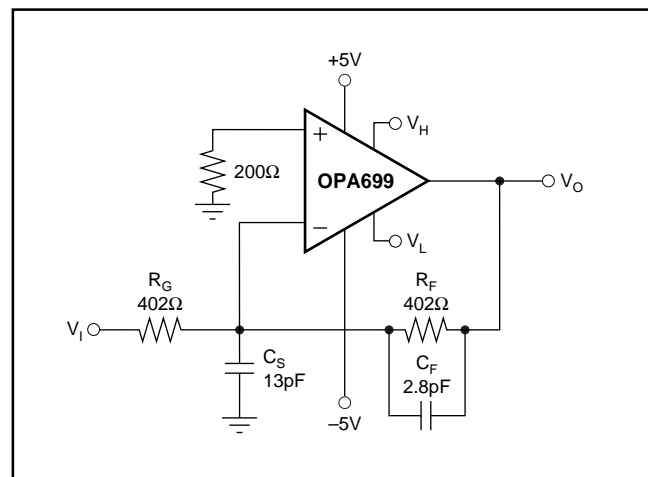 +5V
V_H
+
200Ω
OPA699
V_O
−
V_L
R_G
402Ω
R_F
402Ω
V_I
C_S
13pF
C_F
2.8pF
−5V